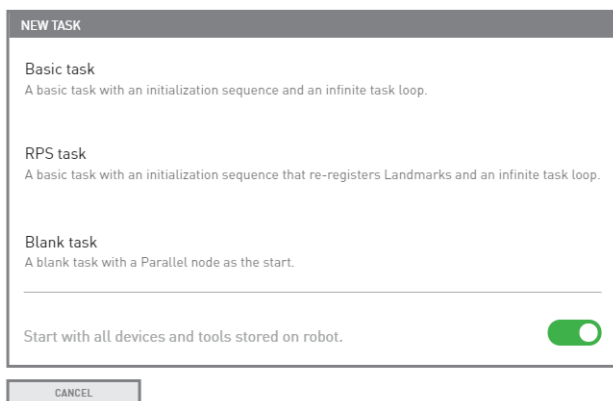 NEW TASK
Basic task
A basic task with an initialization sequence and an infinite task loop.
RPS task
A basic task with an initialization sequence that re-registers Landmarks and an infinite task loop.
Blank task
A blank task with a Parallel node as the start.
Start with all devices and tools stored on robot.
CANCEL